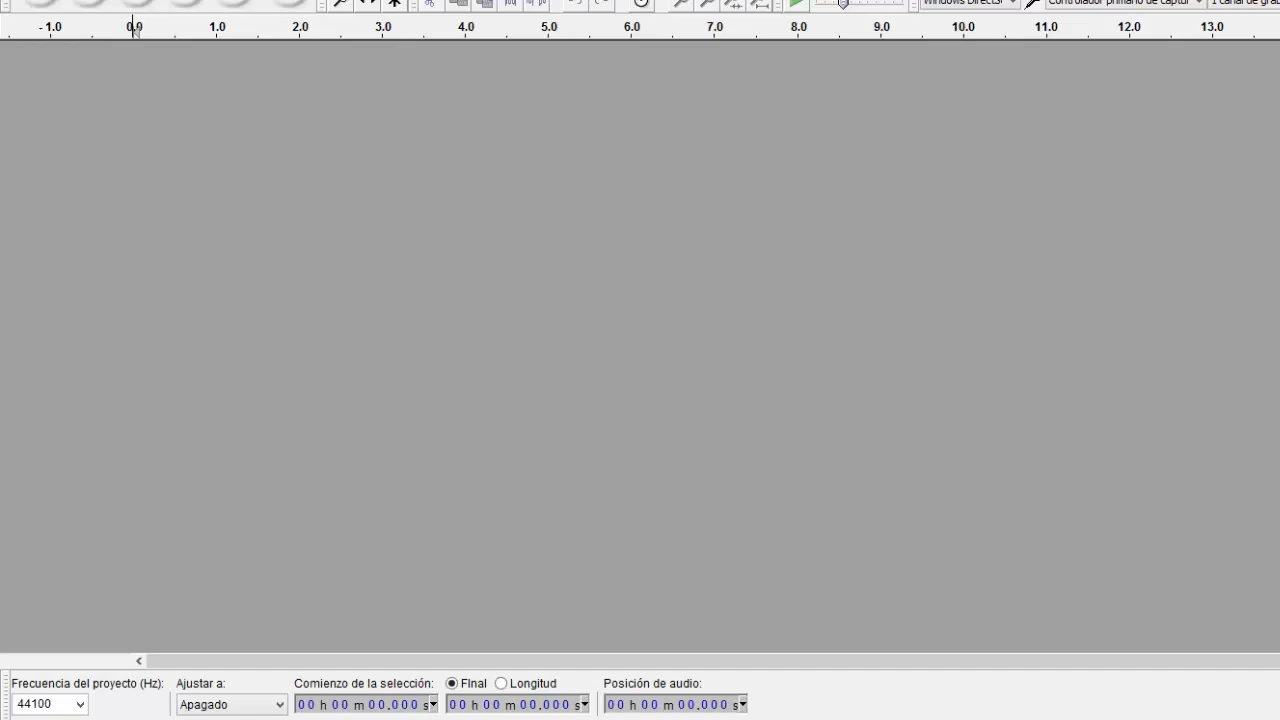 Windows DirectS Controlador primario de captur 1 canal de grab
- 1.0 0.0 1.0 2.0 3.0 4.0 5.0 6.0 7.0 8.0 9.0 10.0 11.0 12.0 13.0
Frecuencia del proyecto (Hz): Ajustar a: Comienzo de la selección: FInal Longitud Posición de audio:
44100 Apagado 00 h 00 m 00.000 s 00 h 00 m 00.000 s 00 h 00 m 00.000 s